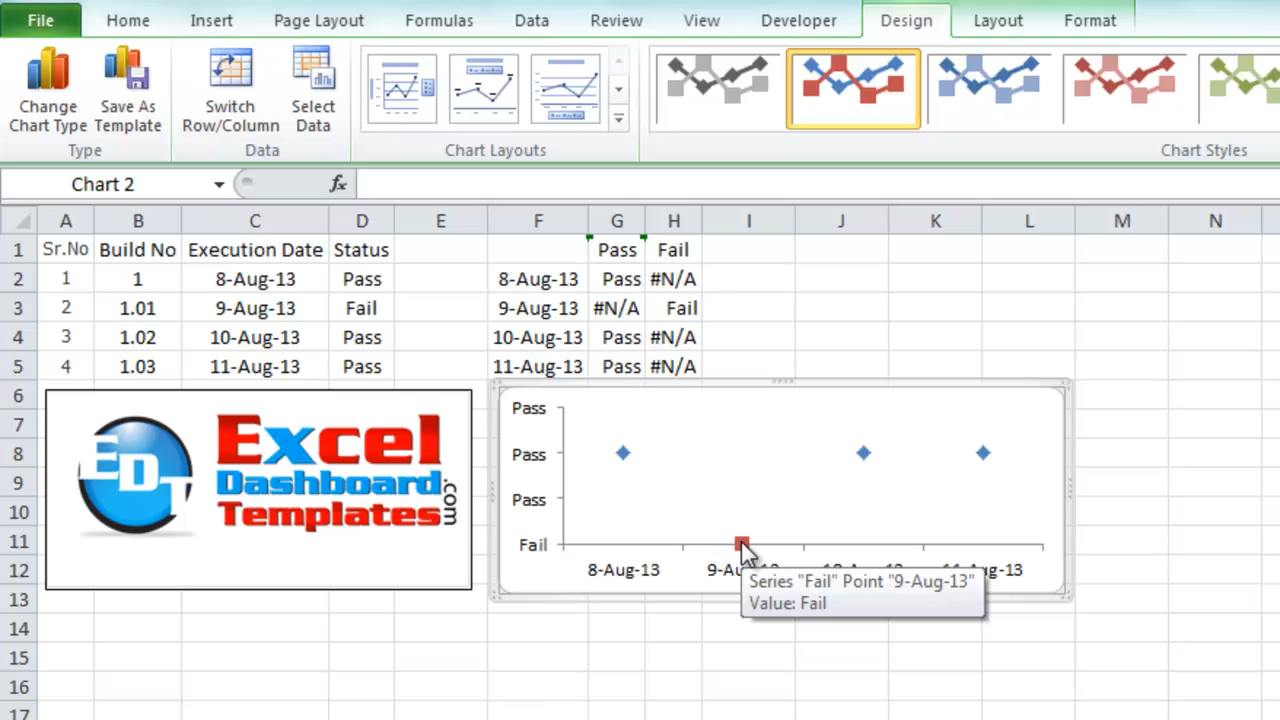 File Home Insert Page Layout Formulas Data Review View Developer Design Layout Format
Change Chart Type
Save As Template
Switch Row/Column
Select Data
Type Data Chart Layouts Chart Styles
Chart 2 fx
A B C D E F G H I J K L M N
1 Sr.No Build No Execution Date Status Pass Fail
2 1 1 8-Aug-13 Pass 8-Aug-13 Pass #N/A
3 2 1.01 9-Aug-13 Fail 9-Aug-13 #N/A Fail
4 3 1.02 10-Aug-13 Pass 10-Aug-13 Pass #N/A
5 4 1.03 11-Aug-13 Pass 11-Aug-13 Pass #N/A
6
7
8
9
10
11
12
13
14
15
16
17
EDT
Excel
Dashboard
Templates
.com
Pass
Pass
Pass
Fail
8-Aug-13
Series "Fail" Point "9-Aug-13"
Value: Fail